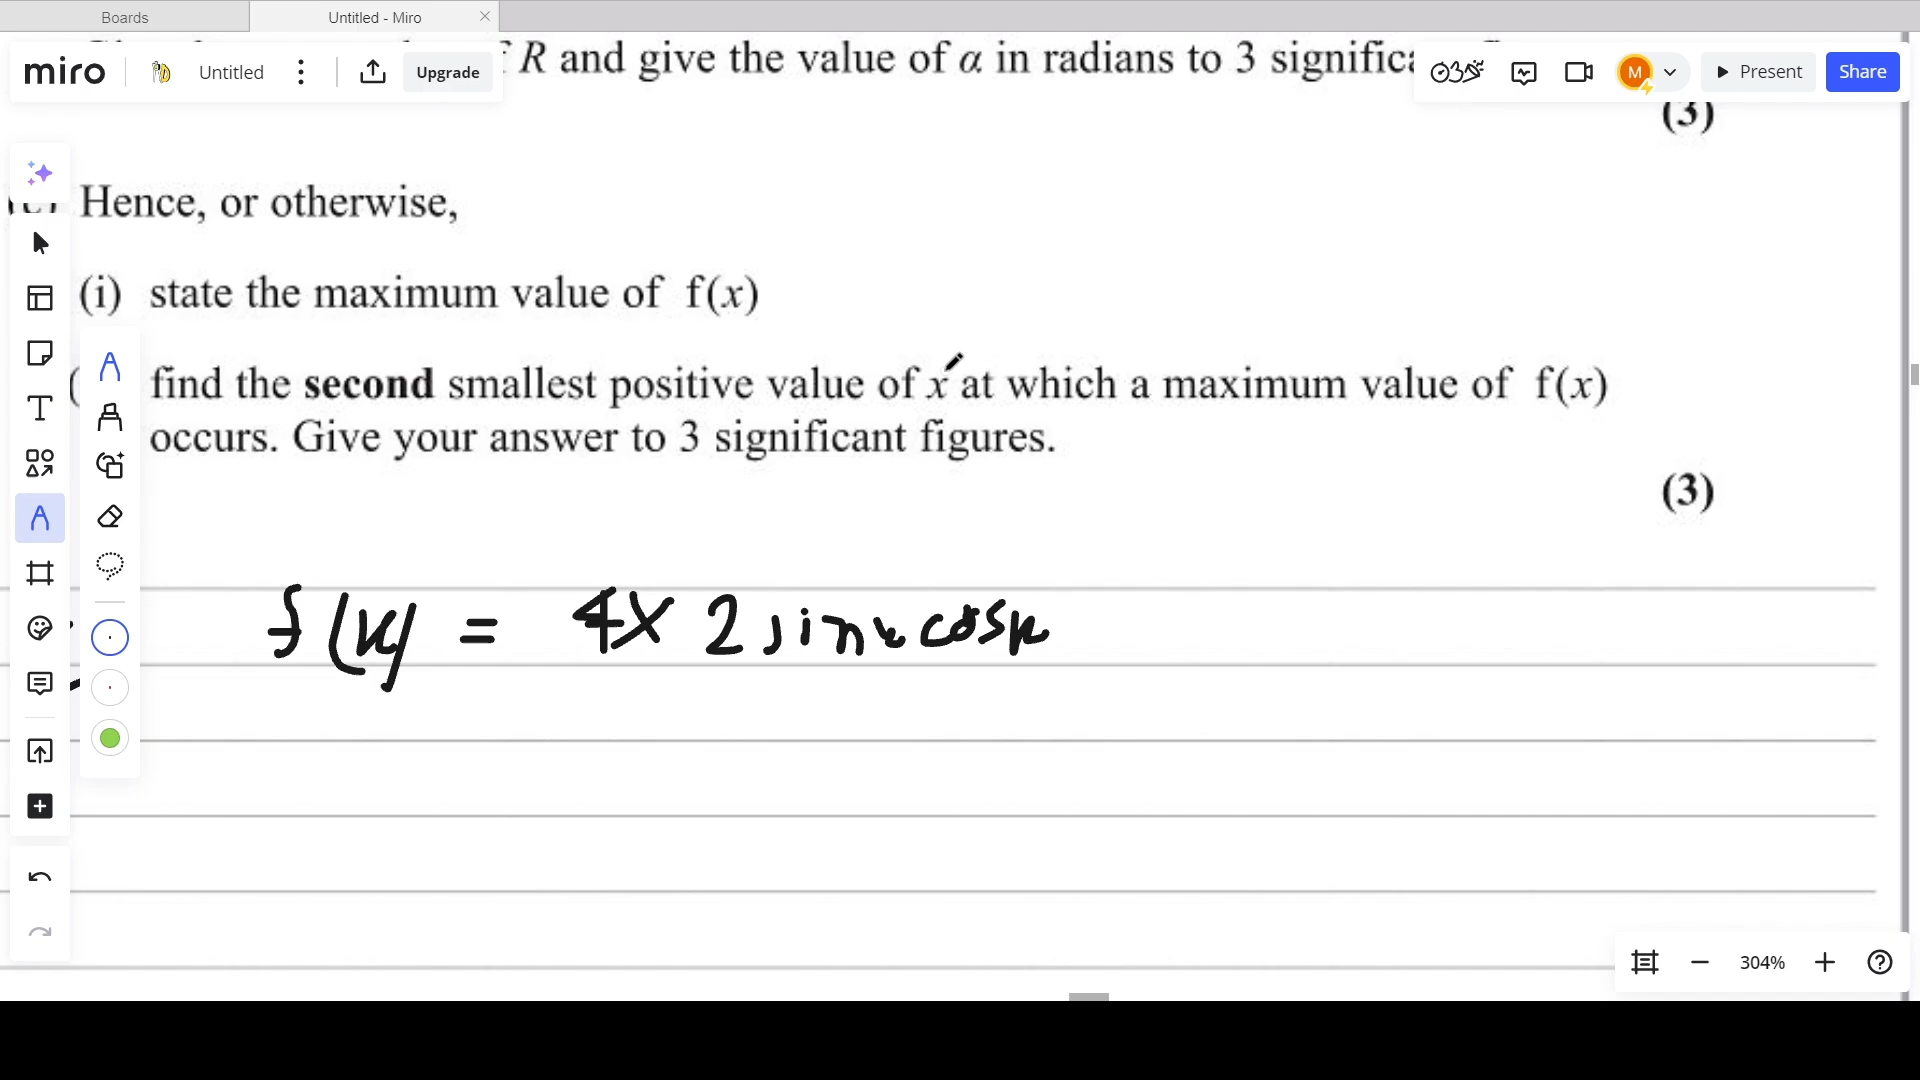 Boards
Untitled - Miro
R and give the value of α in radians to 3
miro
Untitled
Upgrade
M
Present
Share
(3)
Hence, or otherwise,
(i) state the maximum value of f(x)
find the second smallest positive value of x at which a maximum value of f(x)
occurs. Give your answer to 3 significant figures.
(3)
f(x) = 4x 2 sinx cosx
304%